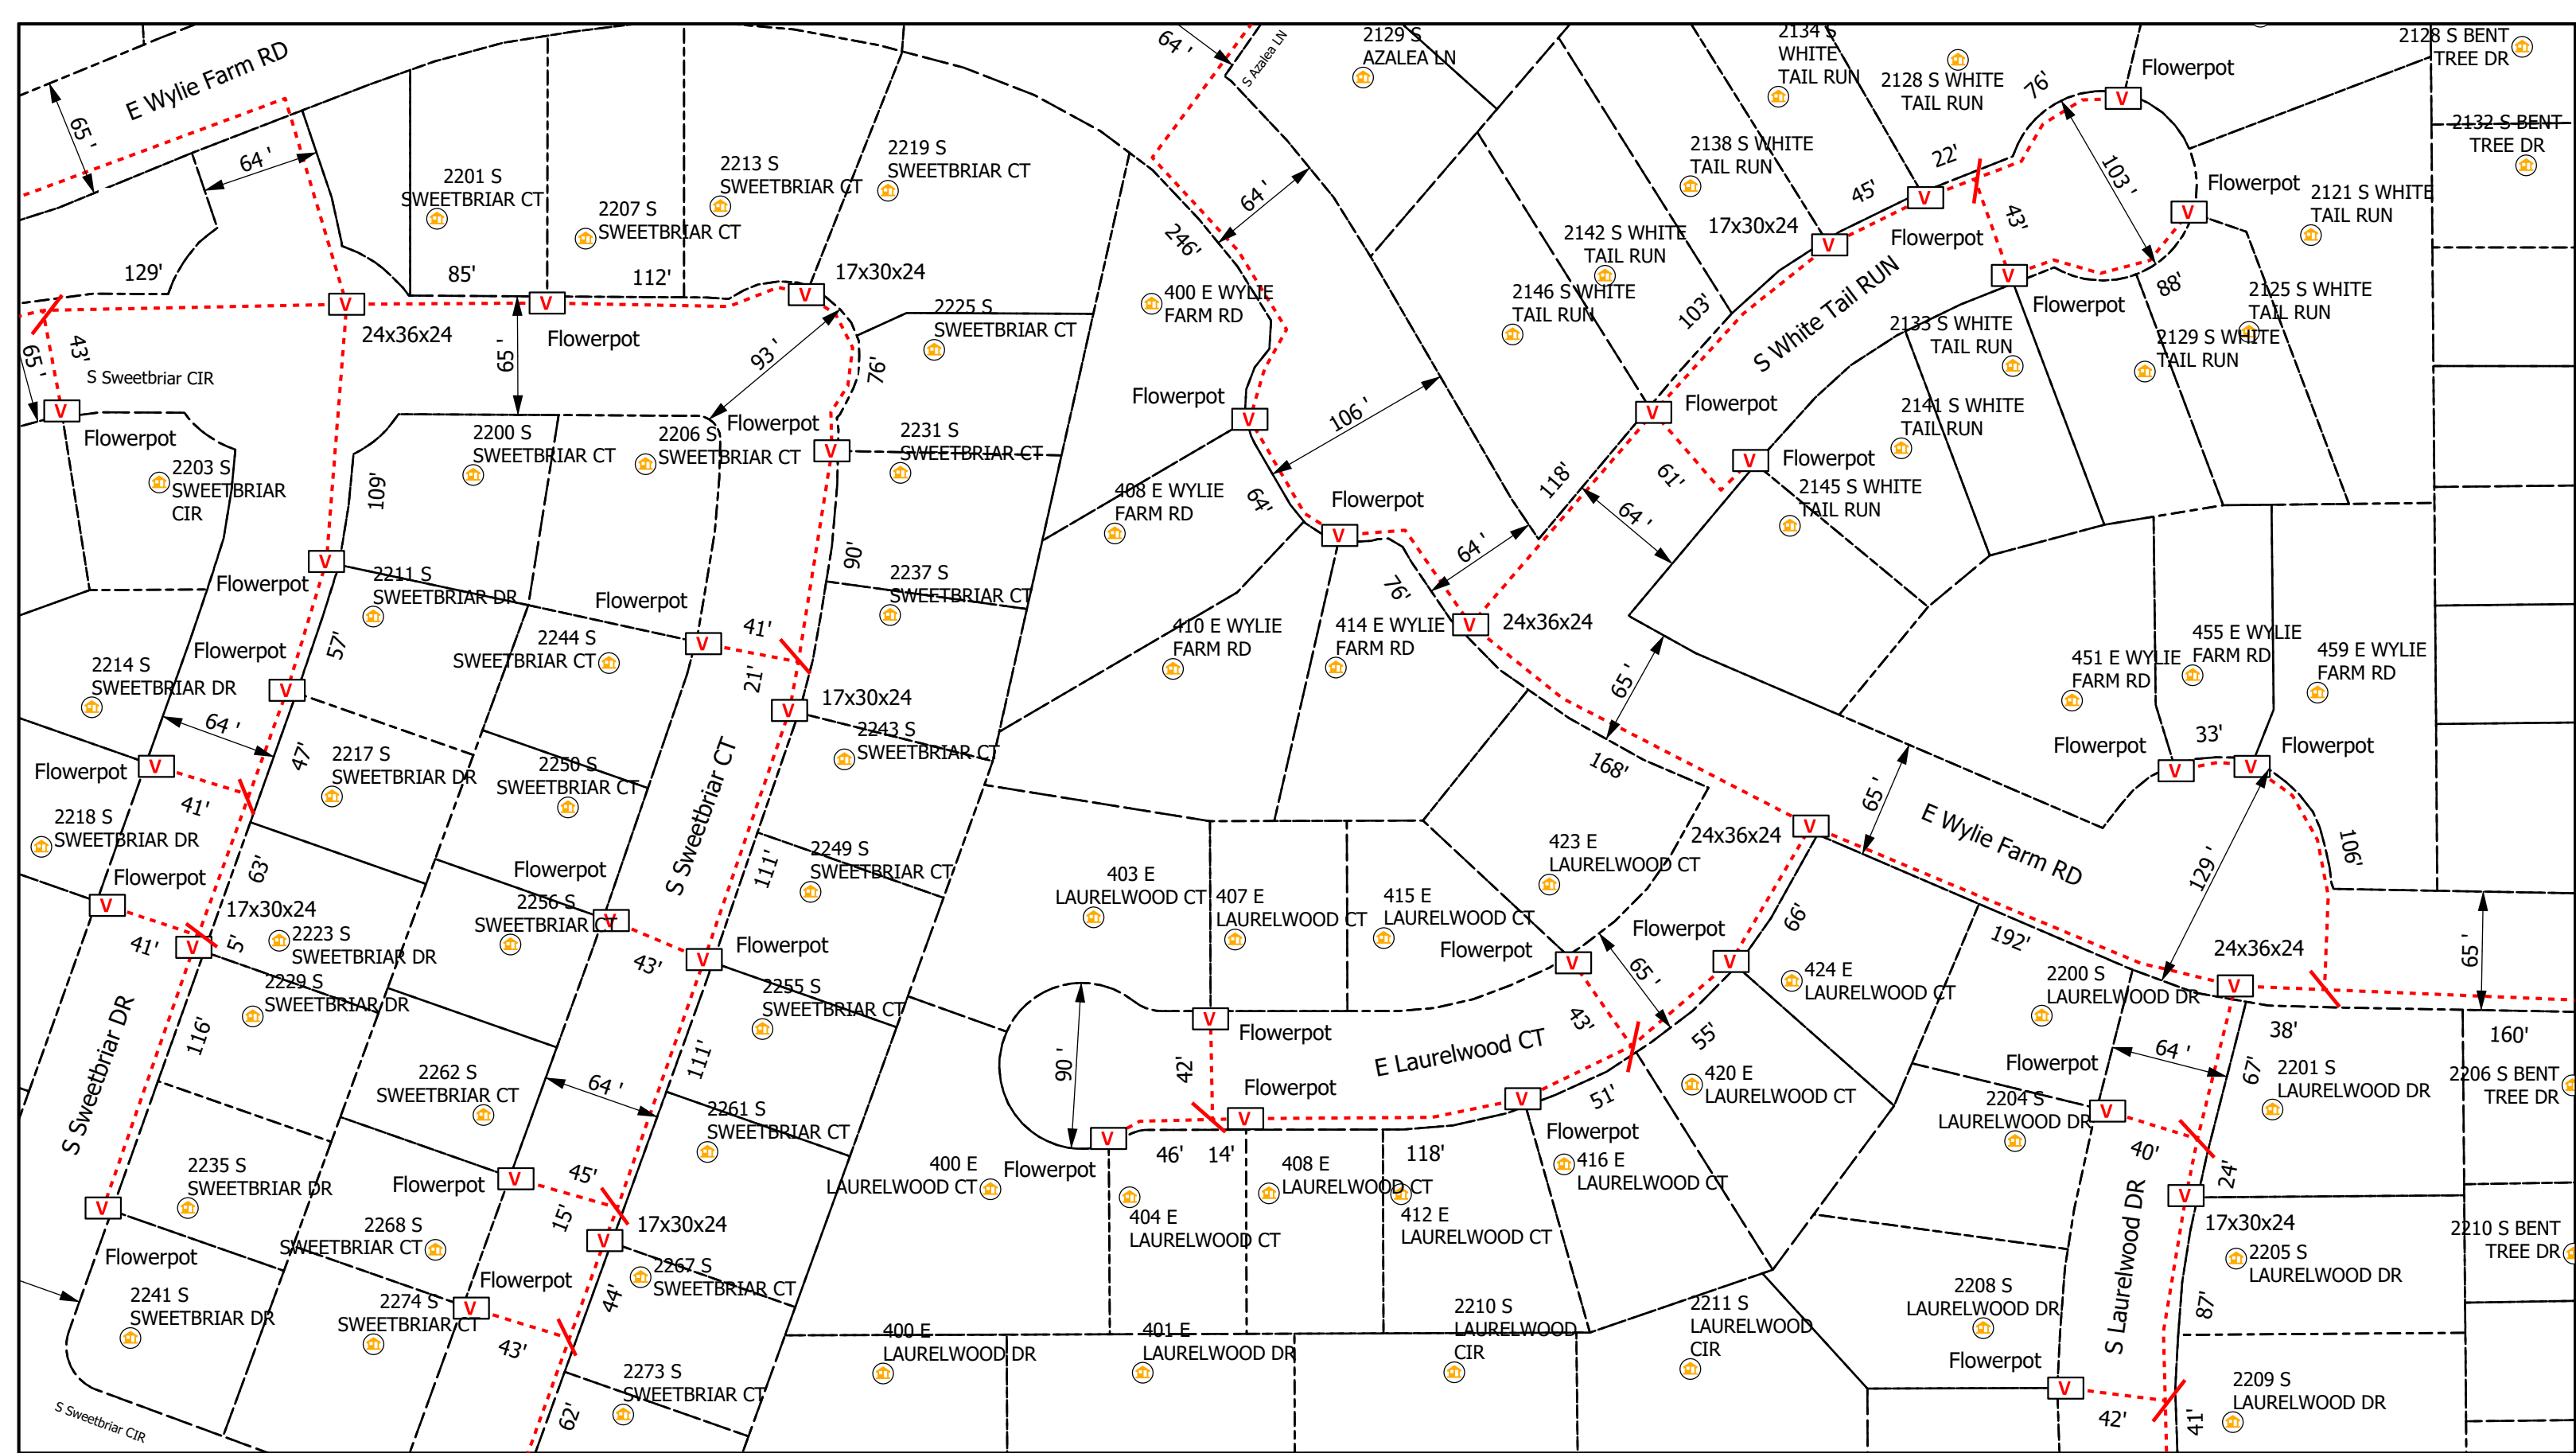 E Wylie Farm RD
65 '
64 '
129'
43'
65 '
S Sweetbriar CIR
V
Flowerpot
2203 S
SWEETBRIAR
CIR
2201 S
SWEETBRIAR CT
2207 S
SWEETBRIAR CT
2213 S
SWEETBRIAR CT
2219 S
SWEETBRIAR CT
85'
112'
V
24x36x24
V
Flowerpot
V
17x30x24
65 '
93 '
76'
2225 S
SWEETBRIAR CT
2200 S
SWEETBRIAR CT
2206 S
SWEETBRIAR CT
Flowerpot
V
2231 S
SWEETBRIAR CT
109'
V
Flowerpot
2211 S
SWEETBRIAR DR
90'
2237 S
SWEETBRIAR CT
Flowerpot
V
41'
21'
2244 S
SWEETBRIAR CT
57'
Flowerpot
V
2214 S
SWEETBRIAR DR
64 '
47'
V
17x30x24
2243 S
SWEETBRIAR CT
2217 S
SWEETBRIAR DR
2250 S
SWEETBRIAR CT
S Sweetbriar CT
V
Flowerpot
41'
2218 S
SWEETBRIAR DR
63'
111'
2249 S
SWEETBRIAR CT
Flowerpot
V
41'
V
17x30x24
5'
2223 S
SWEETBRIAR DR
2229 S
SWEETBRIAR DR
Flowerpot
2256 S
SWEETBRIAR CT
V
43'
V
Flowerpot
2255 S
SWEETBRIAR CT
S Sweetbriar DR
116'
111'
2262 S
SWEETBRIAR CT
64 '
2261 S
SWEETBRIAR CT
2235 S
SWEETBRIAR DR
Flowerpot
V
45'
15'
V
17x30x24
V
Flowerpot
2268 S
SWEETBRIAR CT
2267 S
SWEETBRIAR CT
2241 S
SWEETBRIAR DR
Flowerpot
V
2274 S
SWEETBRIAR CT
43'
44'
62'
2273 S
SWEETBRIAR CT
S Sweetbriar CIR
64 '
S Azalea LN
2129 S
AZALEA LN
64 '
246'
400 E WYLIE
FARM RD
Flowerpot
V
106 '
64'
408 E WYLIE
FARM RD
Flowerpot
V
64 '
76'
410 E WYLIE
FARM RD
414 E WYLIE
FARM RD
V
24x36x24
2134 S
WHITE
TAIL RUN
2128 S WHITE
TAIL RUN
76'
Flowerpot
V
2128 S BENT
TREE DR
2132 S BENT
TREE DR
2138 S WHITE
TAIL RUN
22'
45'
V
Flowerpot
103 '
43'
Flowerpot
V
2121 S WHITE
TAIL RUN
2142 S WHITE
TAIL RUN
17x30x24
V
2146 S WHITE
TAIL RUN
103'
S White Tail RUN
V
Flowerpot
88'
2125 S WHITE
TAIL RUN
2133 S WHITE
TAIL RUN
2129 S WHITE
TAIL RUN
V
Flowerpot
2141 S WHITE
TAIL RUN
118'
61'
V
Flowerpot
64 '
2145 S WHITE
TAIL RUN
65 '
168'
451 E WYLIE
FARM RD
455 E WYLIE
FARM RD
459 E WYLIE
FARM RD
33'
Flowerpot
V
V
Flowerpot
65 '
E Wylie Farm RD
129 '
106'
24x36x24
V
192'
24x36x24
V
65 '
38'
160'
403 E
LAURELWOOD CT
407 E
LAURELWOOD CT
415 E
LAURELWOOD CT
423 E
LAURELWOOD CT
Flowerpot
V
Flowerpot
V
66'
65 '
424 E
LAURELWOOD CT
43'
55'
V
Flowerpot
E Laurelwood CT
90 '
42'
Flowerpot
V
V
Flowerpot
46'
14'
118'
V
Flowerpot
51'
420 E
LAURELWOOD CT
400 E
LAURELWOOD CT
404 E
LAURELWOOD CT
408 E
LAURELWOOD CT
412 E
LAURELWOOD CT
416 E
LAURELWOOD CT
400 E
LAURELWOOD DR
401 E
LAURELWOOD DR
2210 S
LAURELWOOD
CIR
2211 S
LAURELWOOD
CIR
2200 S
LAURELWOOD DR
Flowerpot
64 '
67'
2201 S
LAURELWOOD DR
2206 S BENT
TREE DR
2204 S
LAURELWOOD DR
V
40'
24'
V
17x30x24
2205 S
LAURELWOOD DR
2210 S BENT
TREE DR
S Laurelwood DR
87'
2208 S
LAURELWOOD DR
Flowerpot
V
42'
41'
2209 S
LAURELWOOD DR